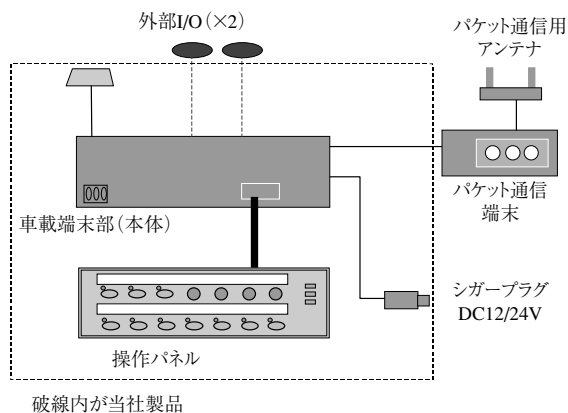 外部I/O（×2）
パケット通信用
アンテナ
000
車載端末部（本体）
パケット通信
端末
シガープラグ
DC12/24V
操作パネル
破線内が当社製品